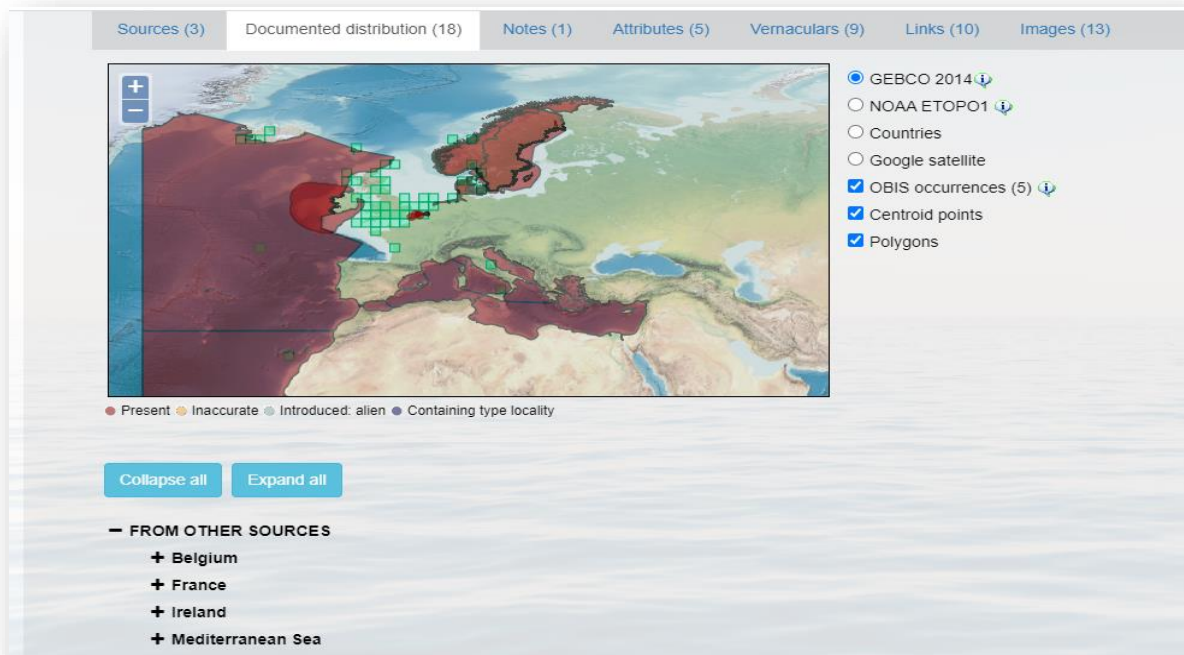 Sources (3) Documented distribution (18) Notes (1) Attributes (5) Vernaculars (9) Links (10) Images (13)
+
−
GEBCO 2014
NOAA ETOPO1
Countries
Google satellite
OBIS occurrences (5)
Centroid points
Polygons
Present Inaccurate Introduced: alien Containing type locality
Collapse all Expand all
− FROM OTHER SOURCES
+ Belgium
+ France
+ Ireland
+ Mediterranean Sea